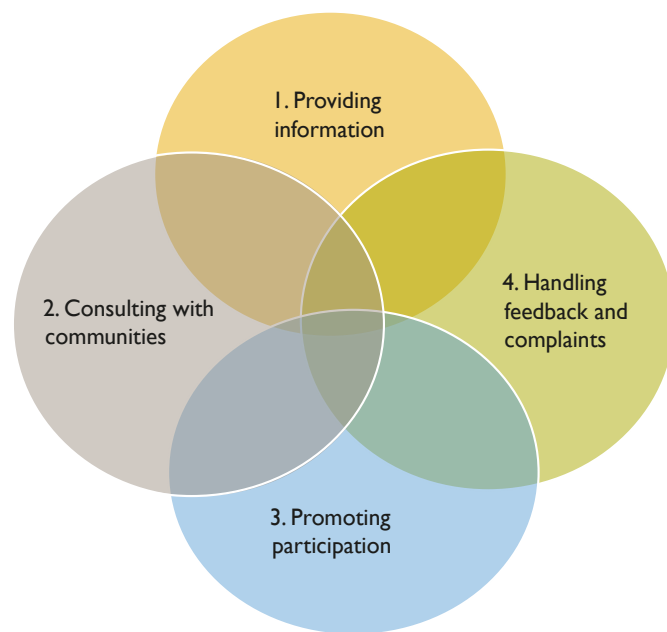 1. Providing
information
2. Consulting with
communities
4. Handling
feedback and
complaints
3. Promoting
participation